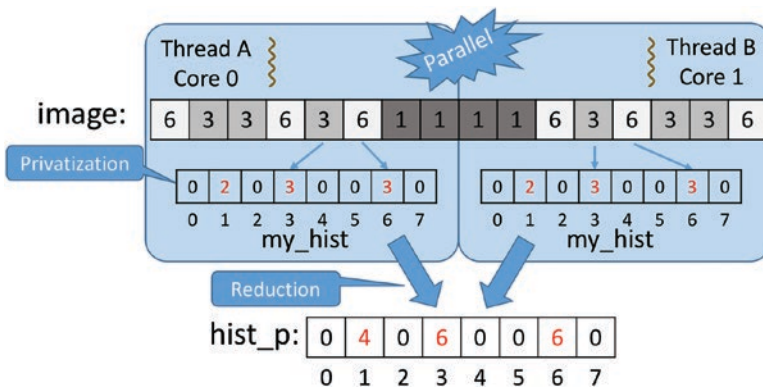 Thread A
Core 0
Parallel
Thread B
Core 1
image: 6 3 3 6 3 6 1 1 1 1 6 3 6 3 3 6
Privatization
0 2 0 3 0 0 3 0
0 2 0 3 0 0 3 0
0 1 2 3 4 5 6 7
0 1 2 3 4 5 6 7
my_hist
my_hist
Reduction
hist_p: 0 4 0 6 0 0 6 0
0 1 2 3 4 5 6 7